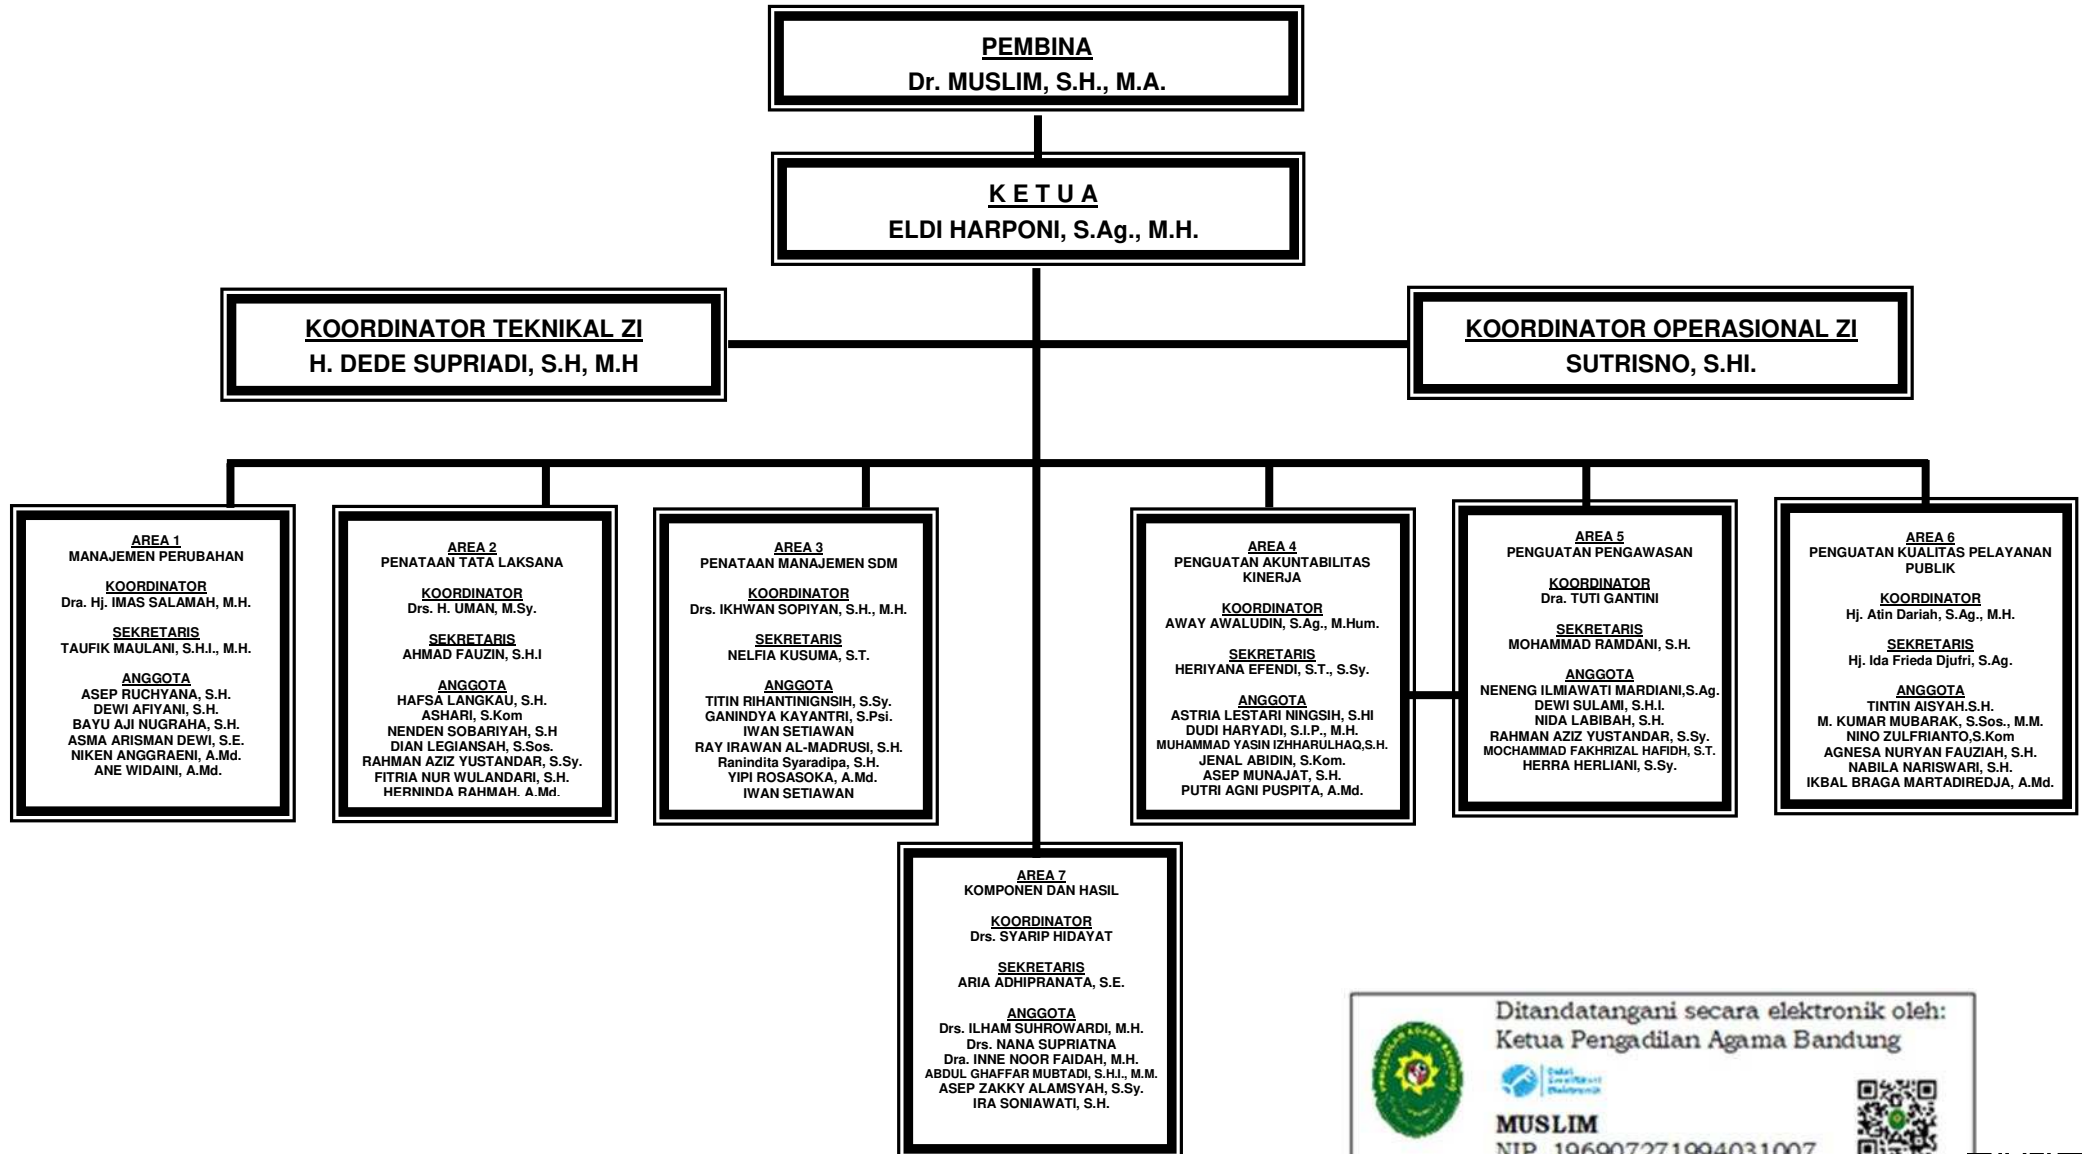 PEMBINA
Dr. MUSLIM, S.H., M.A.
K E T U A
ELDI HARPONI, S.Ag., M.H.
KOORDINATOR TEKNIKAL ZI
H. DEDE SUPRIADI, S.H, M.H
KOORDINATOR OPERASIONAL ZI
SUTRISNO, S.HI.
AREA 1
MANAJEMEN PERUBAHAN
KOORDINATOR
Dra. Hj. IMAS SALAMAH, M.H.
SEKRETARIS
TAUFIK MAULANI, S.H.I., M.H.
ANGGOTA
ASEP RUCHYANA, S.H.
DEWI AFIYANI, S.H.
BAYU AJI NUGRAHA, S.H.
ASMA ARISMAN DEWI, S.E.
NIKEN ANGGRAENI, A.Md.
ANE WIDAINI, A.Md.
AREA 2
PENATAAN TATA LAKSANA
KOORDINATOR
Drs. H. UMAN, M.Sy.
SEKRETARIS
AHMAD FAUZIN, S.H.I
ANGGOTA
HAFSA LANGKAU, S.H.
ASHARI, S.Kom
NENDEN SOBARIYAH, S.H
DIAN LEGIANSAH, S.Sos.
RAHMAN AZIZ YUSTANDAR, S.Sy.
FITRIA NUR WULANDARI, S.H.
HERNINDA RAHMAH, A.Md.
AREA 3
PENATAAN MANAJEMEN SDM
KOORDINATOR
Drs. IKHWAN SOPIYAN, S.H., M.H.
SEKRETARIS
NELFIA KUSUMA, S.T.
ANGGOTA
TITIN RIHANTINIGNSIH, S.Sy.
GANINDYA KAYANTRI, S.Psi.
IWAN SETIAWAN
RAY IRAWAN AL-MADRUSI, S.H.
Ranindita Syaradipa, S.H.
YIPI ROSASOKA, A.Md.
IWAN SETIAWAN
AREA 4
PENGUATAN AKUNTABILITAS
KINERJA
KOORDINATOR
AWAY AWALUDIN, S.Ag., M.Hum.
SEKRETARIS
HERIYANA EFENDI, S.T., S.Sy.
ANGGOTA
ASTRIA LESTARI NINGSIH, S.HI
DUDI HARYADI, S.I.P., M.H.
MUHAMMAD YASIN IZHHARULHAQ,S.H.
JENAL ABIDIN, S.Kom.
ASEP MUNAJAT, S.H.
PUTRI AGNI PUSPITA, A.Md.
AREA 5
PENGUATAN PENGAWASAN
KOORDINATOR
Dra. TUTI GANTINI
SEKRETARIS
MOHAMMAD RAMDANI, S.H.
ANGGOTA
NENENG ILMIAWATI MARDIANI,S.Ag.
DEWI SULAMI, S.H.I.
NIDA LABIBAH, S.H.
RAHMAN AZIZ YUSTANDAR, S.Sy.
MOCHAMMAD FAKHRIZAL HAFIDH, S.T.
HERRA HERLIANI, S.Sy.
AREA 6
PENGUATAN KUALITAS PELAYANAN
PUBLIK
KOORDINATOR
Hj. Atin Dariah, S.Ag., M.H.
SEKRETARIS
Hj. Ida Frieda Djufri, S.Ag.
ANGGOTA
TINTIN AISYAH.S.H.
M. KUMAR MUBARAK, S.Sos., M.M.
NINO ZULFRIANTO,S.Kom
AGNESA NURYAN FAUZIAH, S.H.
NABILA NARISWARI, S.H.
IKBAL BRAGA MARTADIREDJA, A.Md.
AREA 7
KOMPONEN DAN HASIL
KOORDINATOR
Drs. SYARIP HIDAYAT
SEKRETARIS
ARIA ADHIPRANATA, S.E.
ANGGOTA
Drs. ILHAM SUHROWARDI, M.H.
Drs. NANA SUPRIATNA
Dra. INNE NOOR FAIDAH, M.H.
ABDUL GHAFFAR MUBTADI, S.H.I., M.M.
ASEP ZAKKY ALAMSYAH, S.Sy.
IRA SONIAWATI, S.H.
Ditandatangani secara elektronik oleh:
Ketua Pengadilan Agama Bandung
Balai
Sertifikasi
Elektronik
MUSLIM
NIP. 196907271994031007